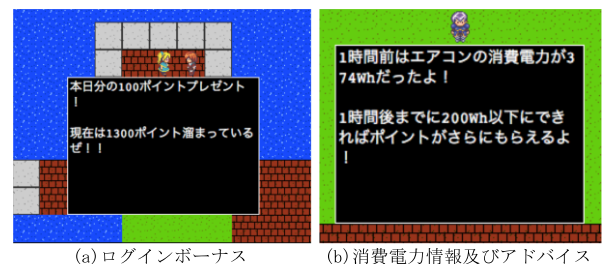 本日分の100ポイントプレゼント
！
現在は1300ポイント溜まっている
ぜ！！
1時間前はエアコンの消費電力が3
74Whだったよ！
1時間後までに200Wh以下にでき
ればポイントがさらにもらえるよ
！
(a)ログインボーナス
(b)消費電力情報及びアドバイス